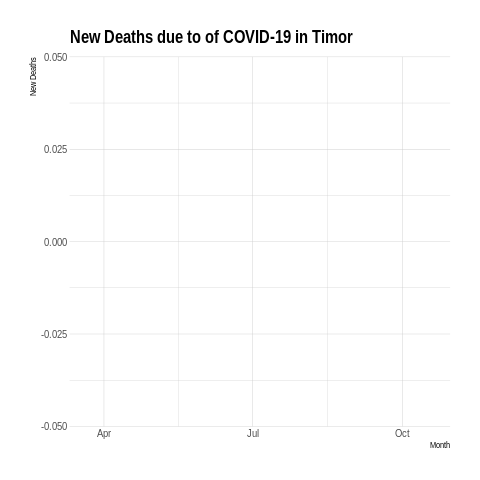 New Deaths due to of COVID-19 in Timor
New Deaths
0.050
0.025
0.000
-0.025
-0.050
Apr Jul Oct
Month